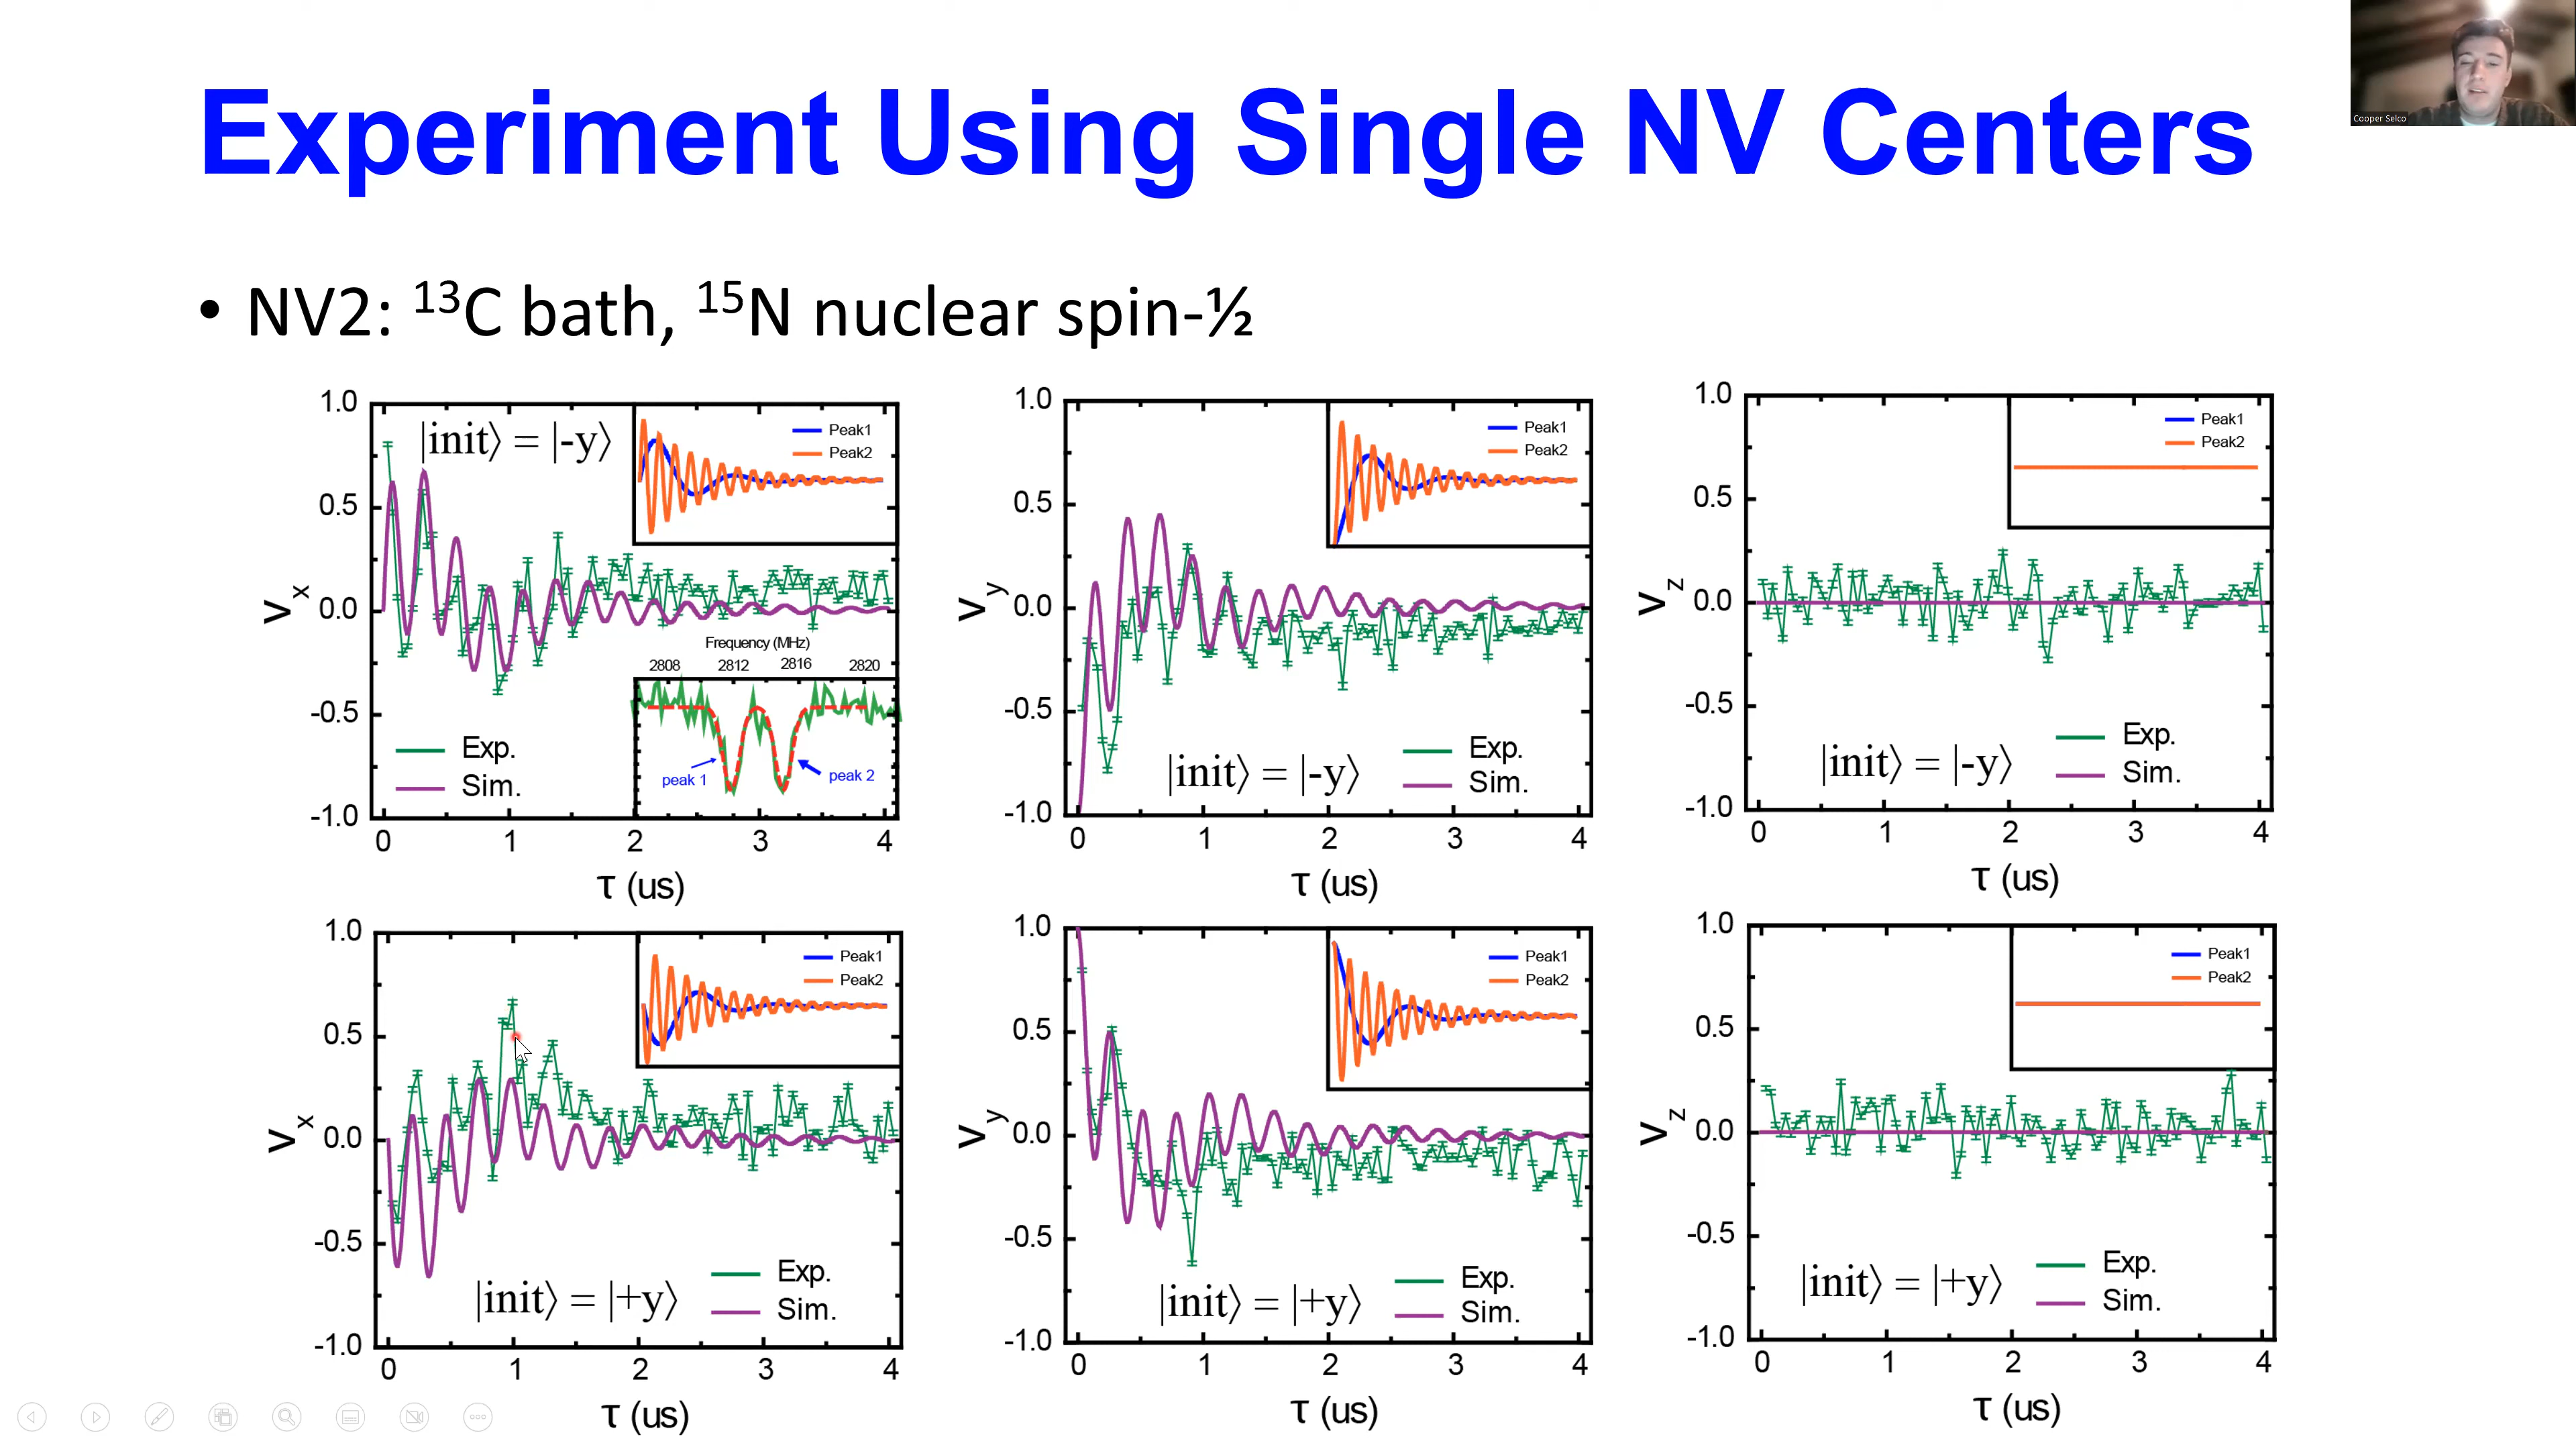 Experiment Using Single NV Centers
Cooper Selco
• NV2: ¹³C bath, ¹⁵N nuclear spin-½
1.0
0.5
0.0
-0.5
-1.0
Vx
|init⟩ = |-y⟩
Peak1
Peak2
Frequency (MHz)
2808 2812 2816 2820
peak 1
peak 2
Exp.
Sim.
0 1 2 3 4
τ (us)
1.0
0.5
0.0
-0.5
-1.0
Vy
Peak1
Peak2
|init⟩ = |-y⟩
Exp.
Sim.
0 1 2 3 4
τ (us)
1.0
0.5
0.0
-0.5
-1.0
Vz
Peak1
Peak2
|init⟩ = |-y⟩
Exp.
Sim.
0 1 2 3 4
τ (us)
1.0
0.5
0.0
-0.5
-1.0
Vx
Peak1
Peak2
|init⟩ = |+y⟩
Exp.
Sim.
0 1 2 3 4
τ (us)
1.0
0.5
0.0
-0.5
-1.0
Vy
Peak1
Peak2
|init⟩ = |+y⟩
Exp.
Sim.
0 1 2 3 4
τ (us)
1.0
0.5
0.0
-0.5
-1.0
Vz
Peak1
Peak2
|init⟩ = |+y⟩
Exp.
Sim.
0 1 2 3 4
τ (us)